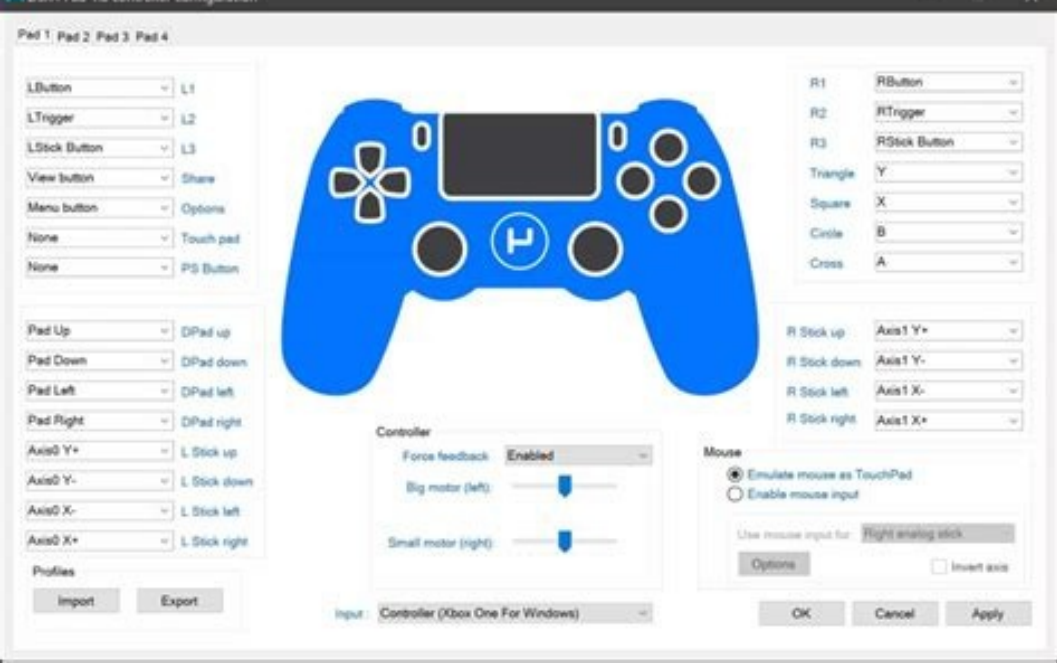 Pad 1 Pad 2 Pad 3 Pad 4
LButton L1
LTrigger L2
LStick Button L3
View button Share
Menu button Options
None Touch pad
None PS Button
R1 RButton
R2 RTrigger
R3 RStick Button
Triangle Y
Square X
Circle B
Cross A
Pad Up DPad up
Pad Down DPad down
Pad Left DPad left
Pad Right DPad right
Axis0 Y+ L Stick up
Axis0 Y- L Stick down
Axis0 X- L Stick left
Axis0 X+ L Stick right
R Stick up Axis1 Y+
R Stick down Axis1 Y-
R Stick left Axis1 X-
R Stick right Axis1 X+
Controller
Force feedback Enabled
Big motor (left):
Small motor (right):
Mouse
Emulate mouse as TouchPad
Enable mouse input
Use mouse input for Right analog stick
Options Invert axis
Profiles
Import Export
Input : Controller (Xbox One For Windows)
OK Cancel Apply